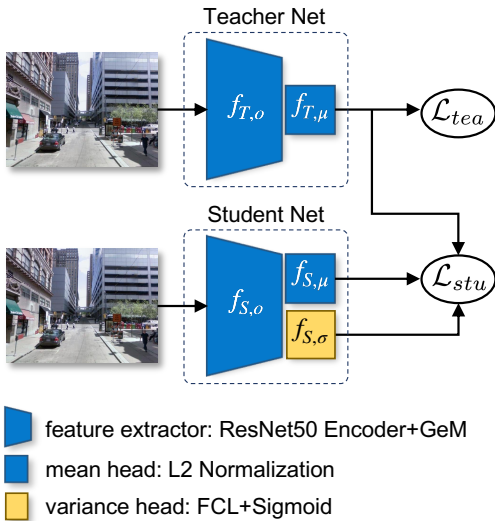 Teacher Net
f_{T,o}
f_{T,μ}
ℒ_{tea}
Student Net
f_{S,o}
f_{S,μ}
f_{S,σ}
ℒ_{stu}
feature extractor: ResNet50 Encoder+GeM
mean head: L2 Normalization
variance head: FCL+Sigmoid